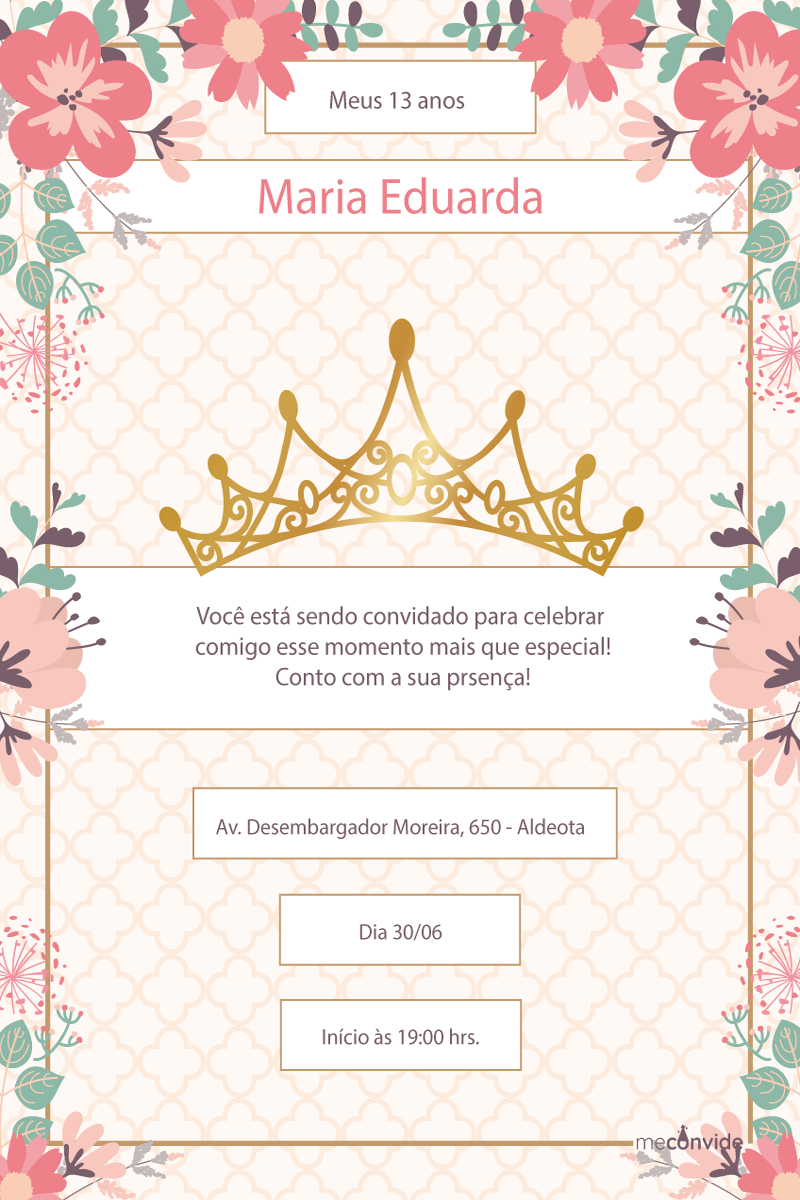 Meus 13 anos
Maria Eduarda
Você está sendo convidado para celebrar
comigo esse momento mais que especial!
Conto com a sua prsença!
Av. Desembargador Moreira, 650 - Aldeota
Dia 30/06
Início às 19:00 hrs.
meconvide